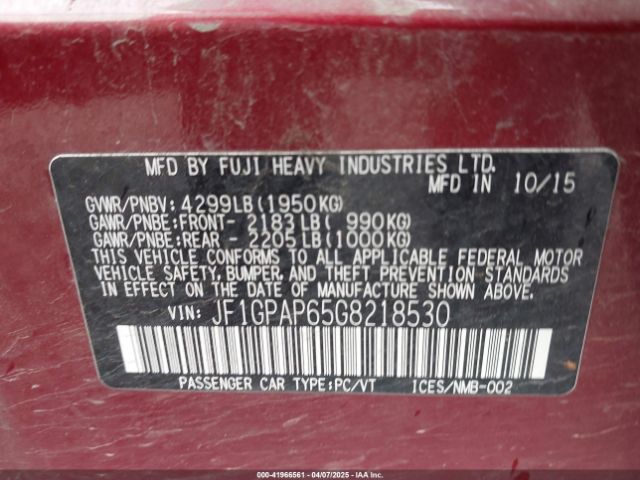 MFD BY FUJI HEAVY INDUSTRIES LTD.
MFD IN 10/15
GVWR/PNBV: 4299LB(1950KG)
GAWR/PNBE:FRONT- 2183LB( 990KG)
GAWR/PNBE:REAR - 2205LB(1000KG)
THIS VEHICLE CONFORMS TO ALL APPLICABLE FEDERAL MOTOR
VEHICLE SAFETY, BUMPER, AND THEFT PREVENTION STANDARDS
IN EFFECT ON THE DATE OF MANUFACTURE SHOWN ABOVE.
VIN: JF1GPAP65G8218530
PASSENGER CAR TYPE:PC/VT ICES/NMB-002
000-41966561 - 04/07/2025 - IAAI.COM